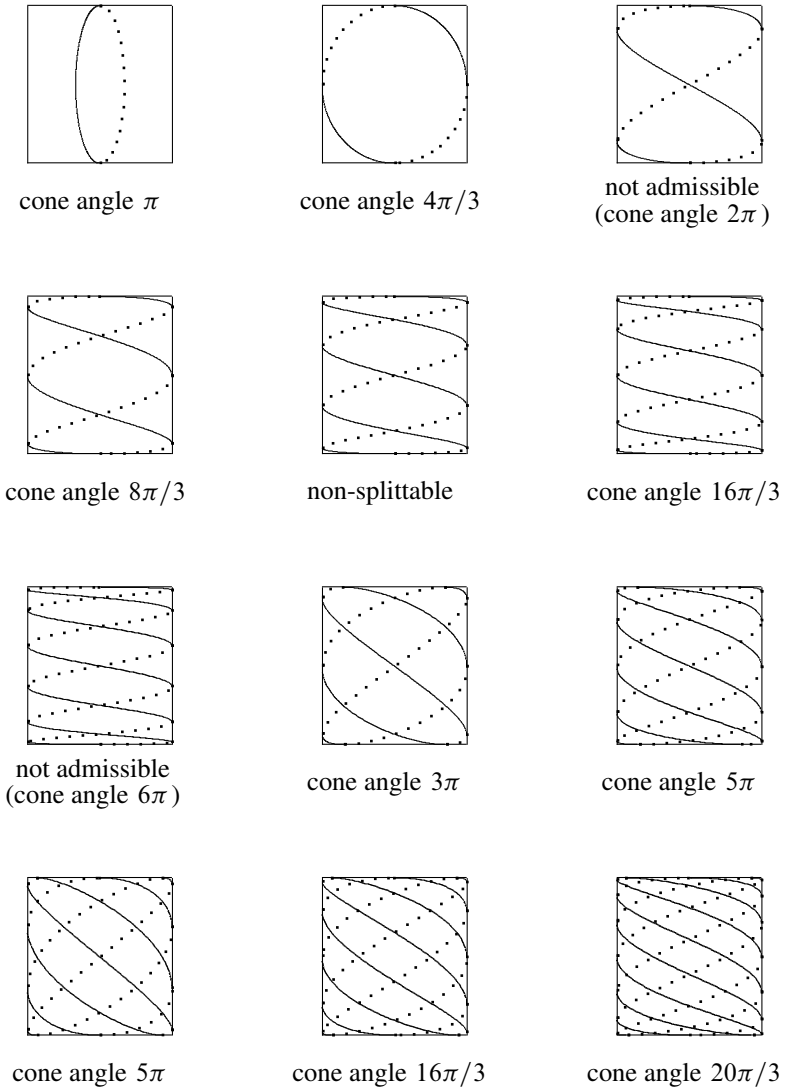 cone angle π
cone angle 4π/3
not admissible
(cone angle 2π)
cone angle 8π/3
non-splittable
cone angle 16π/3
not admissible
(cone angle 6π)
cone angle 3π
cone angle 5π
cone angle 5π
cone angle 16π/3
cone angle 20π/3